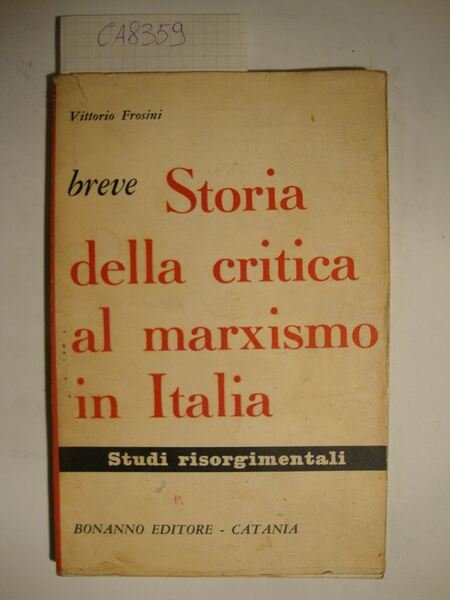 CA8359
Vittorio Frosini
breve Storia
della critica
al marxismo
in Italia
Studi risorgimentali
BONANNO EDITORE - CATANIA